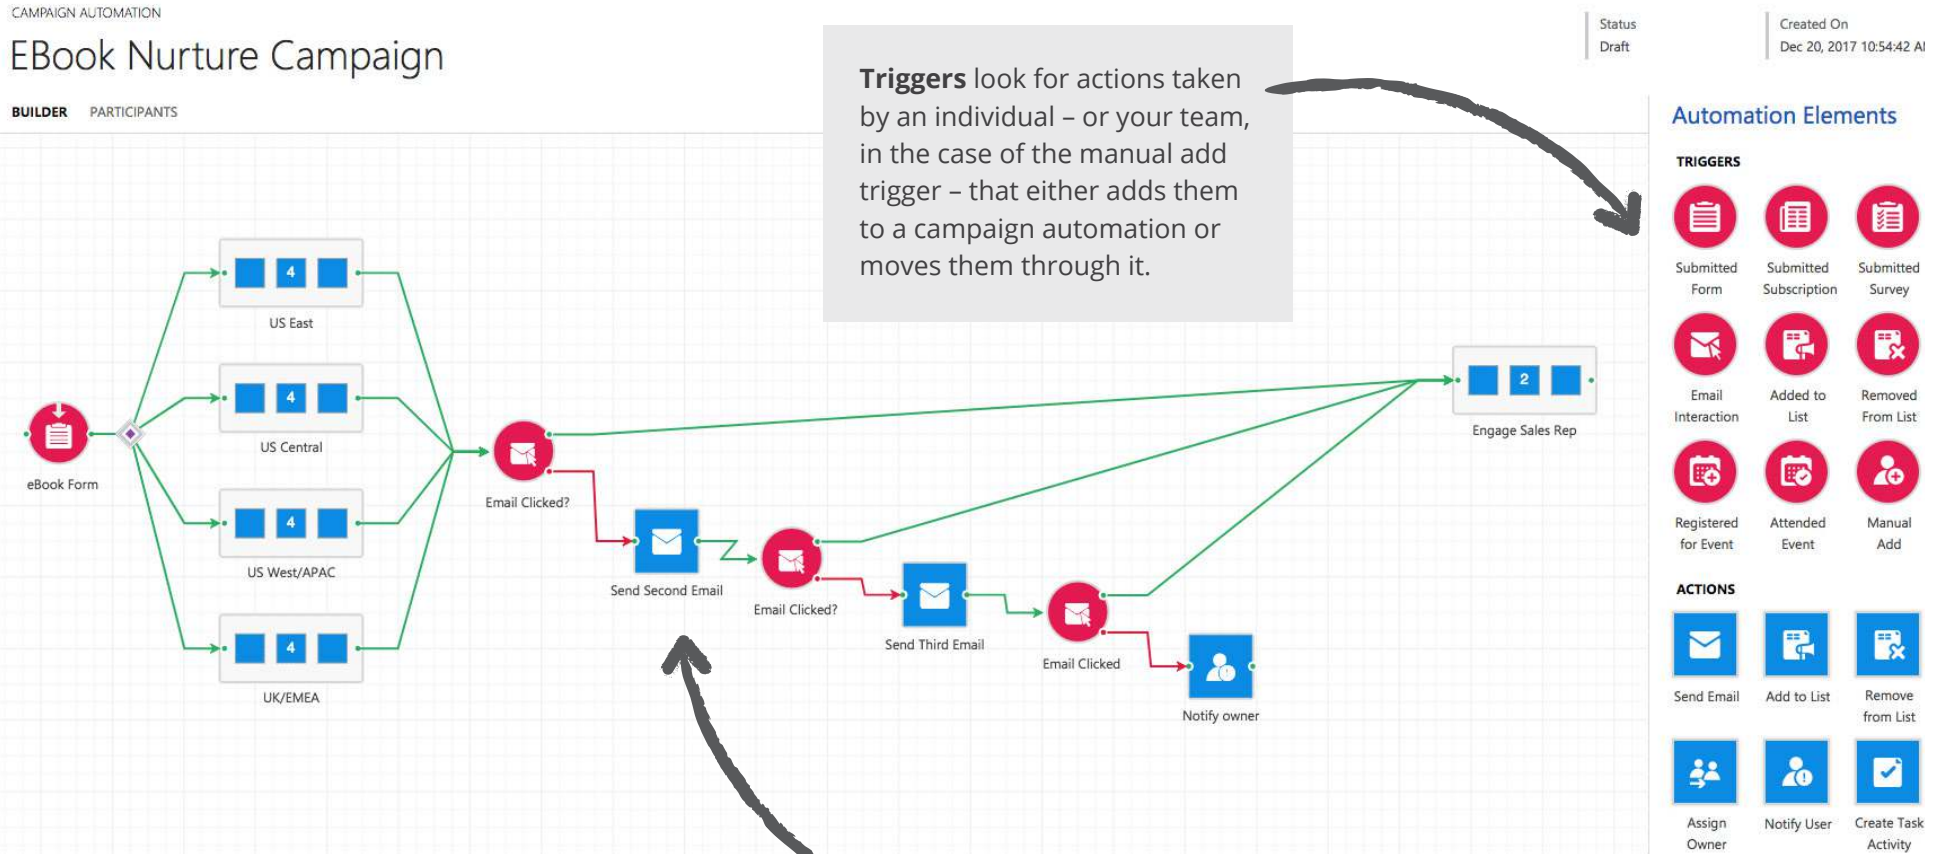 CAMPAIGN AUTOMATION
EBook Nurture Campaign
Status
Draft
Created On
Dec 20, 2017 10:54:42 AM
BUILDER PARTICIPANTS
Triggers look for actions taken
by an individual – or your team,
in the case of the manual add
trigger – that either adds them
to a campaign automation or
moves them through it.
eBook Form
4
US East
4
US Central
4
US West/APAC
4
UK/EMEA
Email Clicked?
Send Second Email
Email Clicked?
Send Third Email
Email Clicked
Notify owner
2
Engage Sales Rep
Automation Elements
TRIGGERS
Submitted
Form
Submitted
Subscription
Submitted
Survey
Email
Interaction
Added to
List
Removed
From List
Registered
for Event
Attended
Event
Manual
Add
ACTIONS
Send Email
Add to List
Remove
from List
Assign
Owner
Notify User
Create Task
Activity